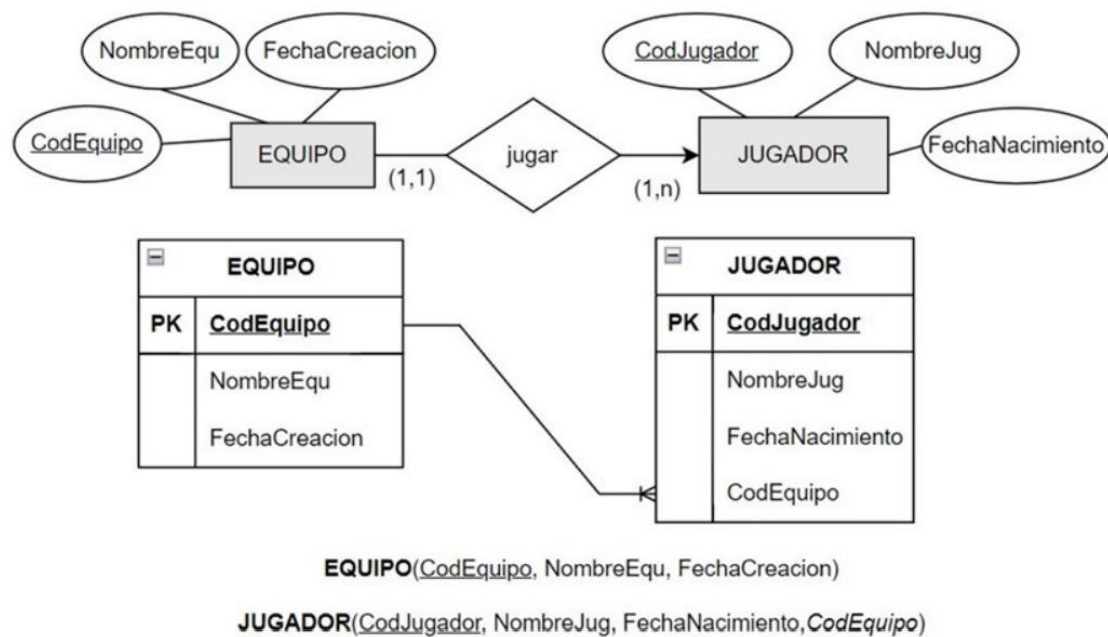 NombreEqu
FechaCreacion
CodEquipo
EQUIPO
(1,1)
jugar
(1,n)
CodJugador
NombreJug
JUGADOR
FechaNacimiento
EQUIPO
PK CodEquipo
NombreEqu
FechaCreacion
JUGADOR
PK CodJugador
NombreJug
FechaNacimiento
CodEquipo
EQUIPO(CodEquipo, NombreEqu, FechaCreacion)
JUGADOR(CodJugador, NombreJug, FechaNacimiento,CodEquipo)